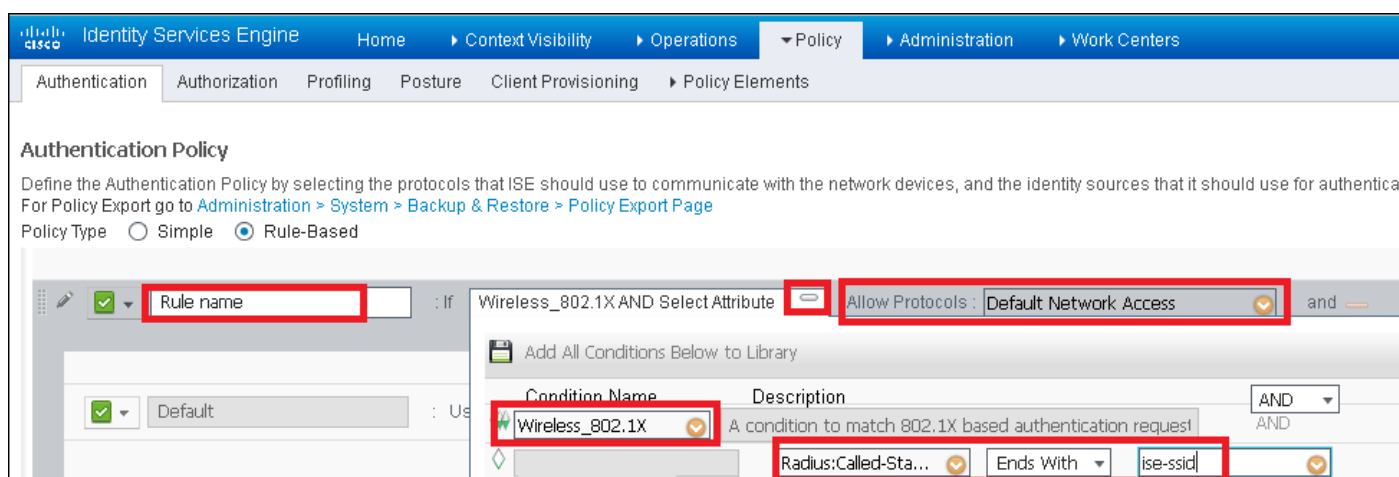 cisco Identity Services Engine Home Context Visibility Operations Policy Administration Work Centers
Authentication Authorization Profiling Posture Client Provisioning Policy Elements
Authentication Policy
Define the Authentication Policy by selecting the protocols that ISE should use to communicate with the network devices, and the identity sources that it should use for authentica
For Policy Export go to Administration > System > Backup & Restore > Policy Export Page
Policy Type Simple Rule-Based
Rule name : If Wireless_802.1X AND Select Attribute Allow Protocols : Default Network Access and
Add All Conditions Below to Library
Condition Name Description AND
Default : Us Wireless_802.1X A condition to match 802.1X based authentication request AND
Radius:Called-Sta... Ends With ise-ssid